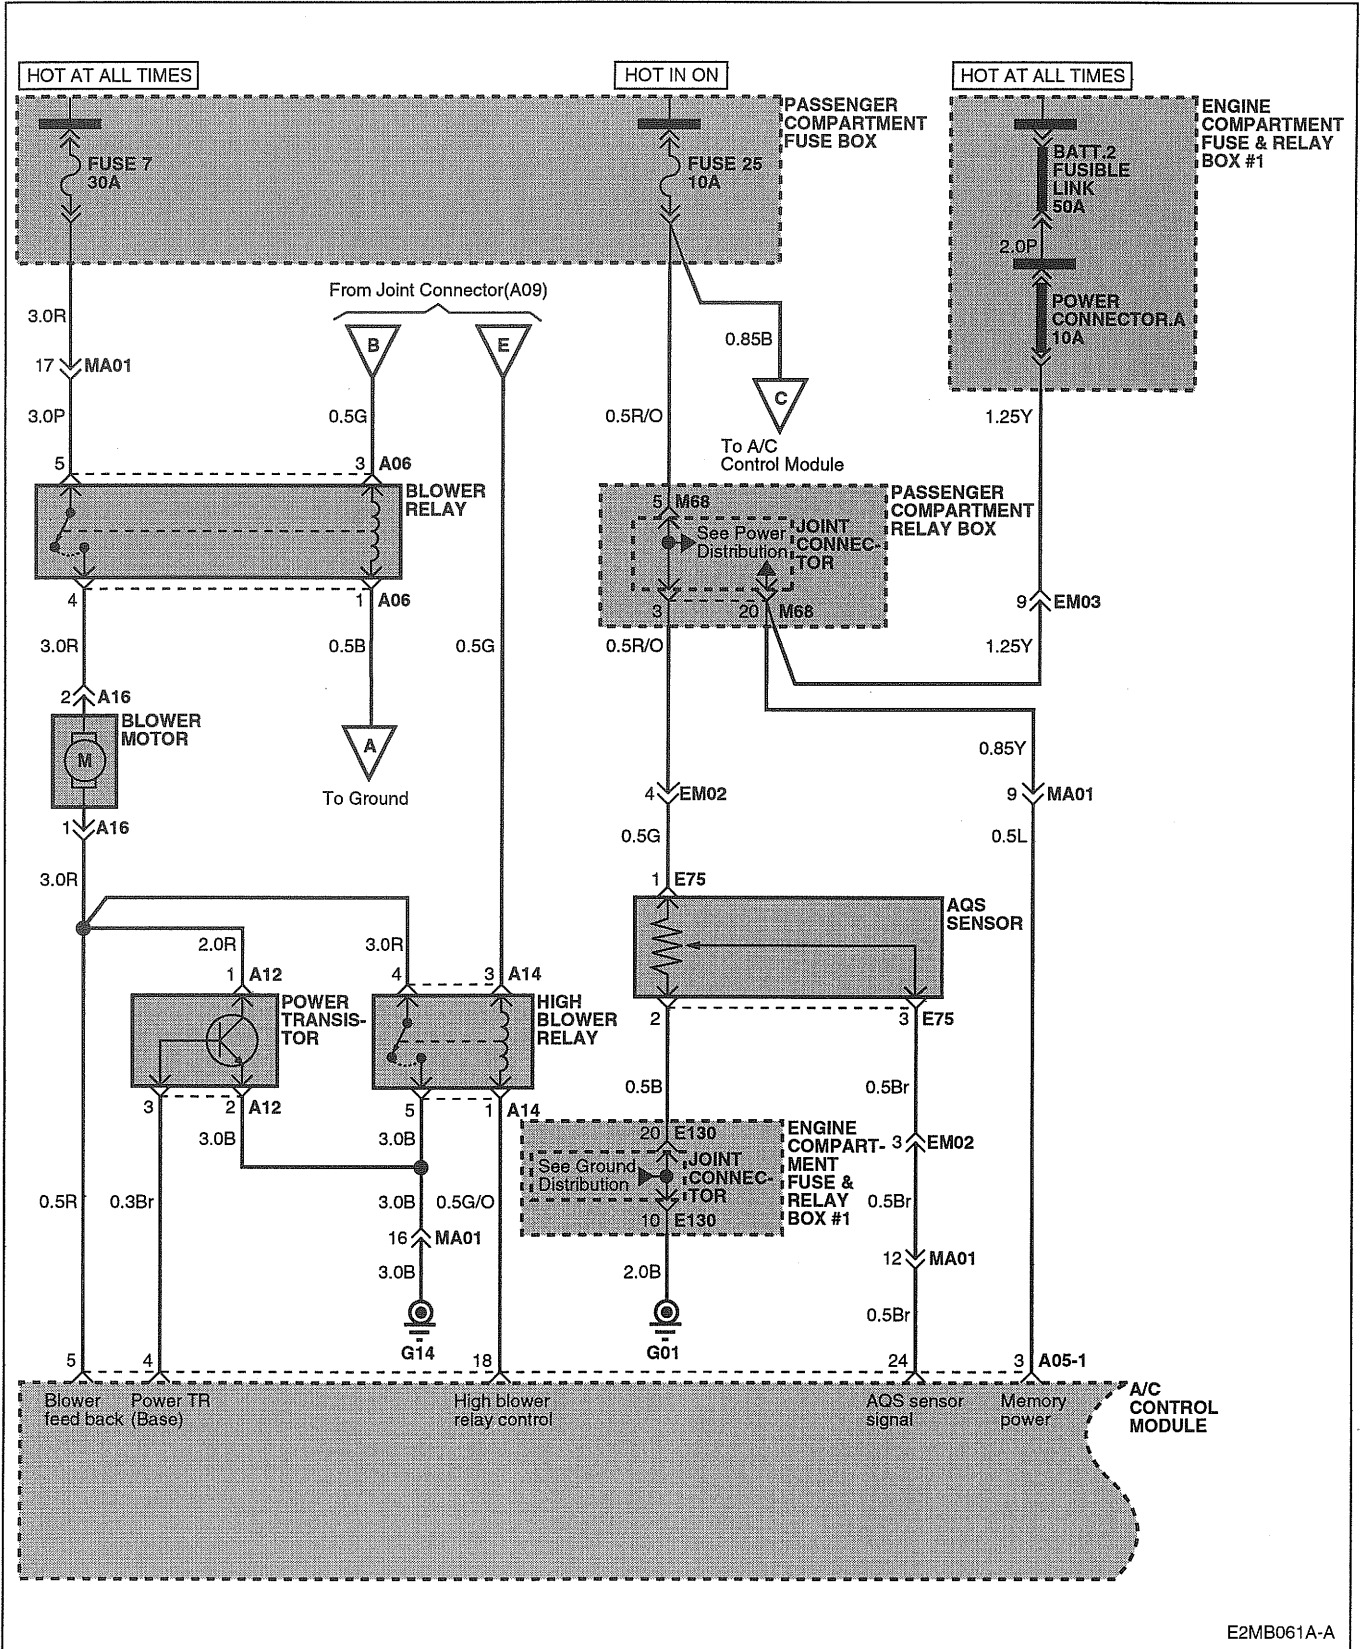 HOT AT ALL TIMES
HOT IN ON
HOT AT ALL TIMES
PASSENGER
COMPARTMENT
FUSE BOX
ENGINE
COMPARTMENT
FUSE & RELAY
BOX #1
FUSE 7
30A
FUSE 25
10A
BATT.2
FUSIBLE
LINK
50A
2.0P
POWER
CONNECTOR.A
10A
From Joint Connector(A09)
3.0R
B
E
0.85B
17
MA01
C
3.0P
0.5G
0.5R/O
1.25Y
To A/C
Control Module
5
3
A06
BLOWER
RELAY
5
M68
PASSENGER
COMPARTMENT
RELAY BOX
See Power
Distribution
JOINT
CONNEC-
TOR
4
1
A06
3
20
M68
9
EM03
3.0R
0.5B
0.5G
0.5R/O
1.25Y
2
A16
BLOWER
MOTOR
M
A
To Ground
0.85Y
4
EM02
9
MA01
1
A16
0.5G
0.5L
3.0R
1
E75
AQS
SENSOR
2.0R
3.0R
1
A12
4
3
A14
POWER
TRANSIS-
TOR
HIGH
BLOWER
RELAY
2
3
E75
3
2
A12
5
1
A14
0.5B
0.5Br
3.0B
3.0B
20
E130
ENGINE
COMPART-
MENT
FUSE &
RELAY
BOX #1
3
EM02
See Ground
Distribution
JOINT
CONNEC-
TOR
0.5R
0.3Br
3.0B
0.5G/O
10
E130
0.5Br
16
MA01
12
MA01
3.0B
2.0B
0.5Br
G14
G01
5
4
18
24
3
A05-1
Blower
feed back
Power TR
(Base)
High blower
relay control
AQS sensor
signal
Memory
power
A/C
CONTROL
MODULE
E2MB061A-A